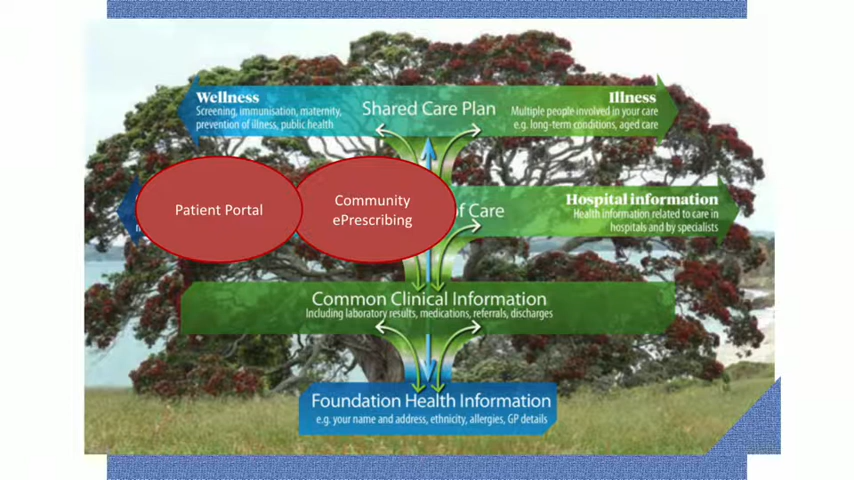 Wellness
Screening, immunisation, maternity,
prevention of illness, public health
Shared Care Plan
Illness
Multiple people involved in your care
e.g. long-term conditions, aged care
Patient Portal
Community
ePrescribing
of Care
Hospital information
Health information related to care in
hospitals and by specialists
Common Clinical Information
Including laboratory results, medications, referrals, discharges
Foundation Health Information
e.g. your name and address, ethnicity, allergies, GP details